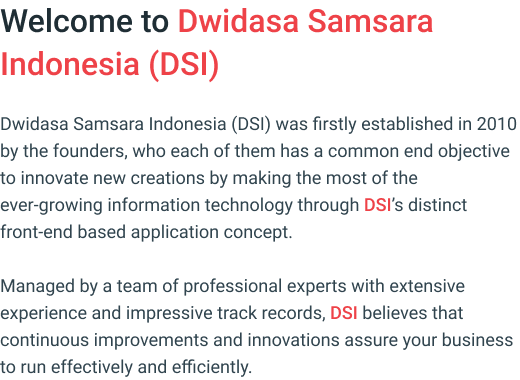 Welcome to Dwidasa Samsara
Indonesia (DSI)
Dwidasa Samsara Indonesia (DSI) was firstly established in 2010
by the founders, who each of them has a common end objective
to innovate new creations by making the most of the
ever-growing information technology through DSI's distinct
front-end based application concept.
Managed by a team of professional experts with extensive
experience and impressive track records, DSI believes that
continuous improvements and innovations assure your business
to run effectively and efficiently.